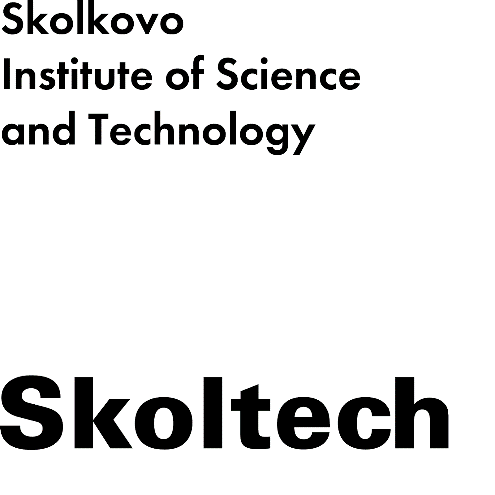 Skolkovo
Institute of Science
and Technology
Skoltech